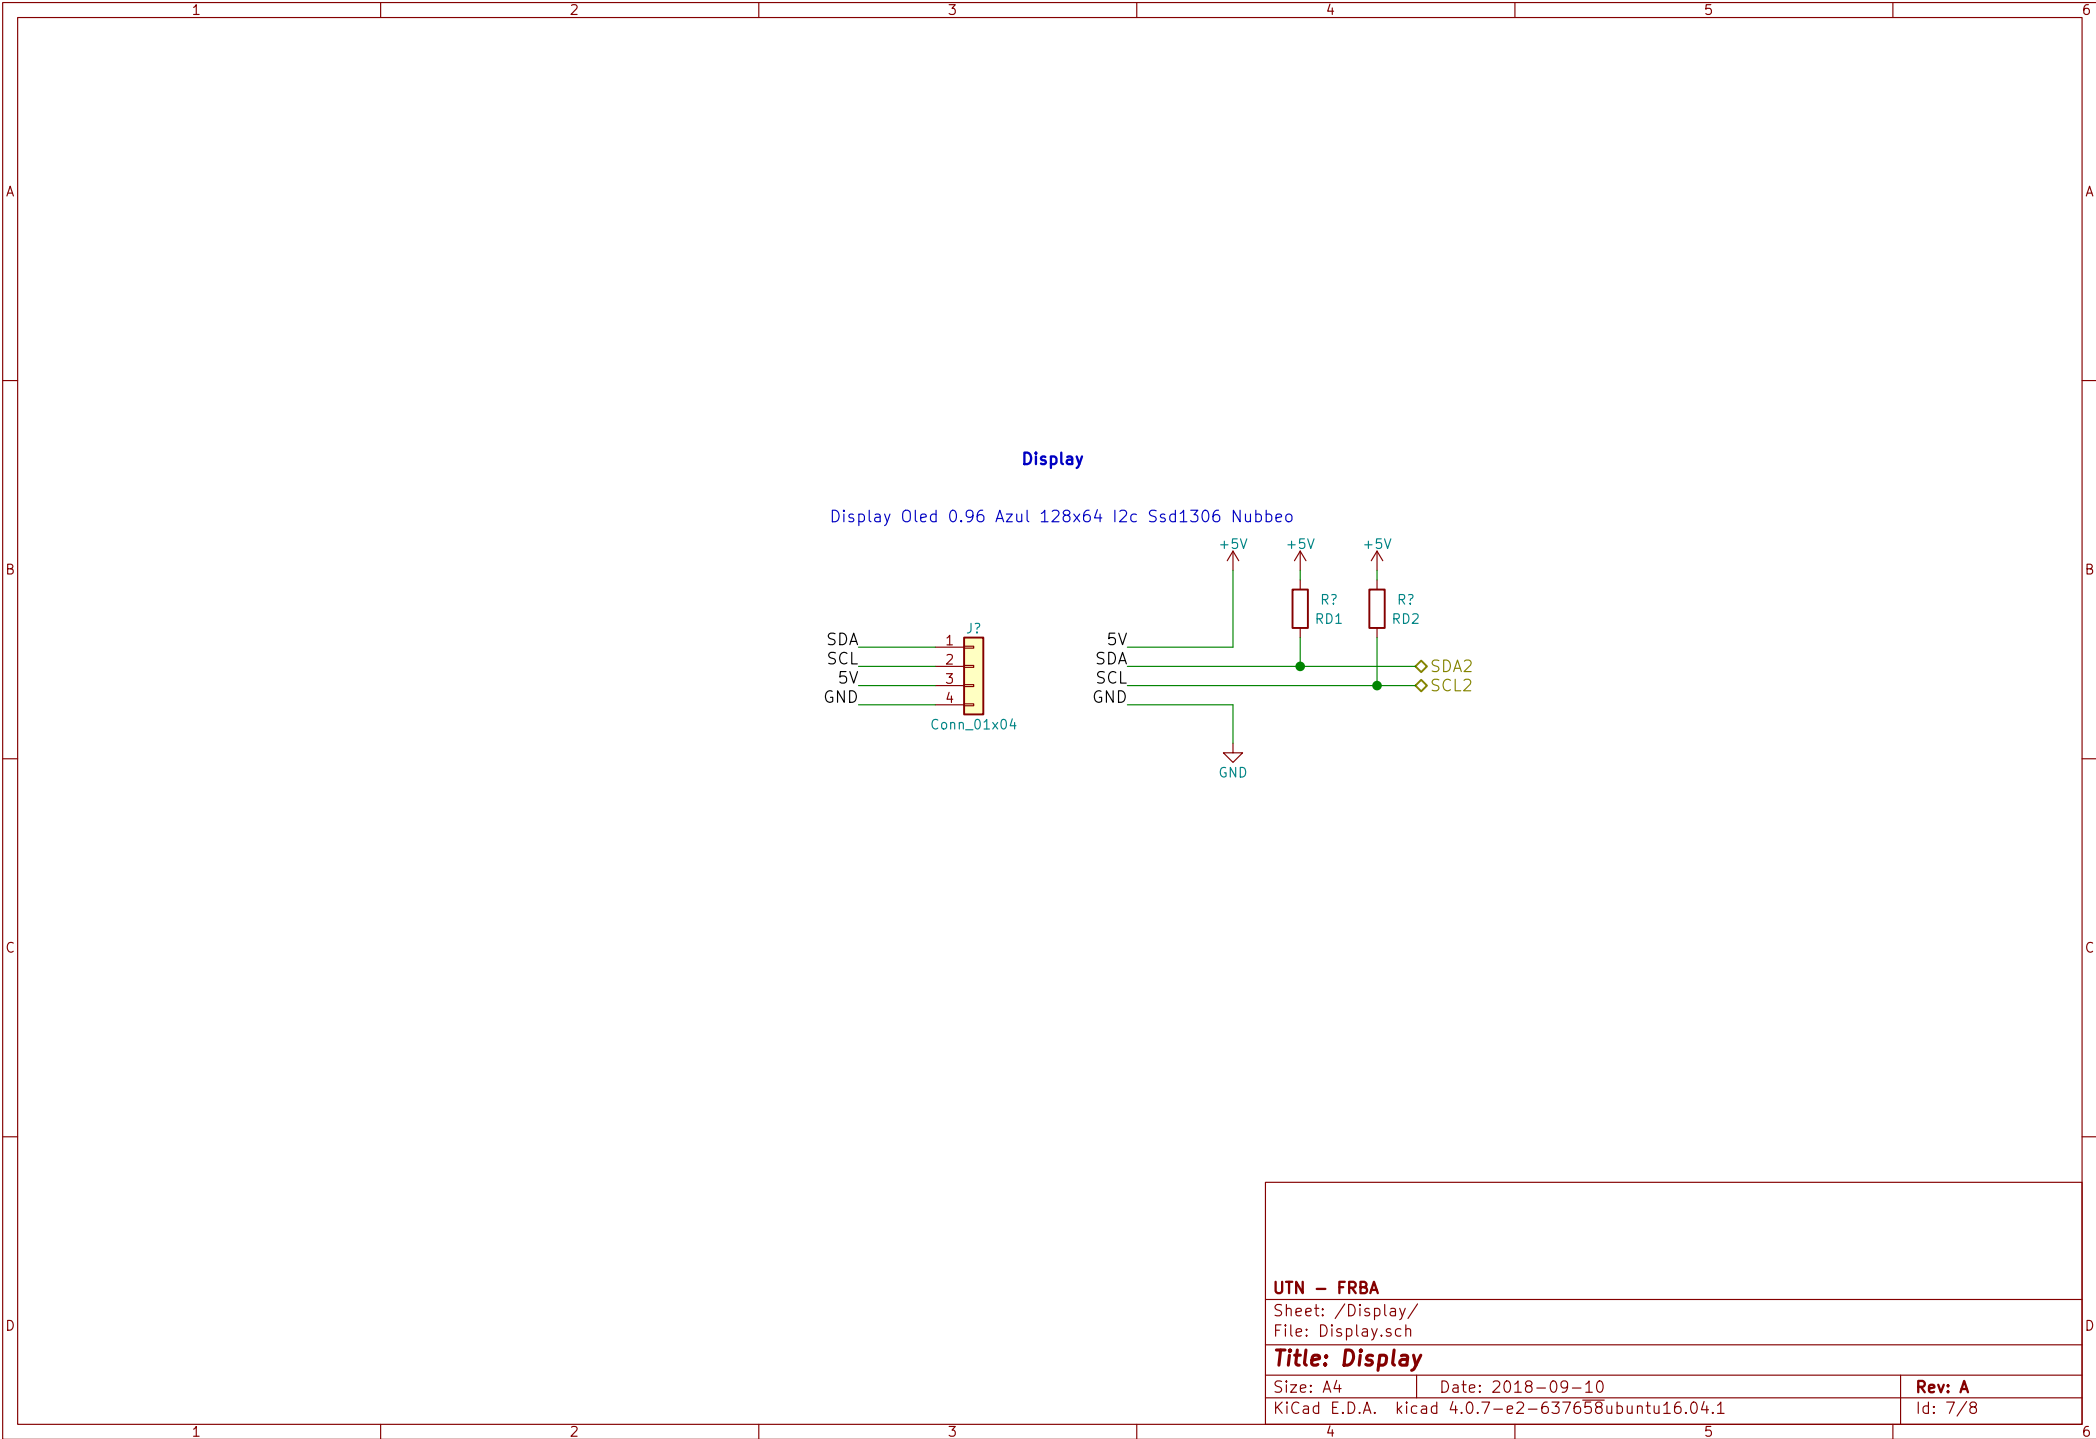 1 2 3 4 5 6
A A
Display
Display Oled 0.96 Azul 128x64 I2c Ssd1306 Nubbeo
+5V +5V +5V
B B
R? R?
RD1 RD2
J?
SDA 1 5V
SCL 2 SDA SDA2
5V 3 SCL SCL2
GND 4 GND
Conn_01x04
GND
C C
UTN – FRBA
Sheet: /Display/
File: Display.sch
D D
Title: Display
Size: A4 Date: 2018-09-10 Rev: A
KiCad E.D.A. kicad 4.0.7-e2-637658ubuntu16.04.1 Id: 7/8
1 2 3 4 5 6